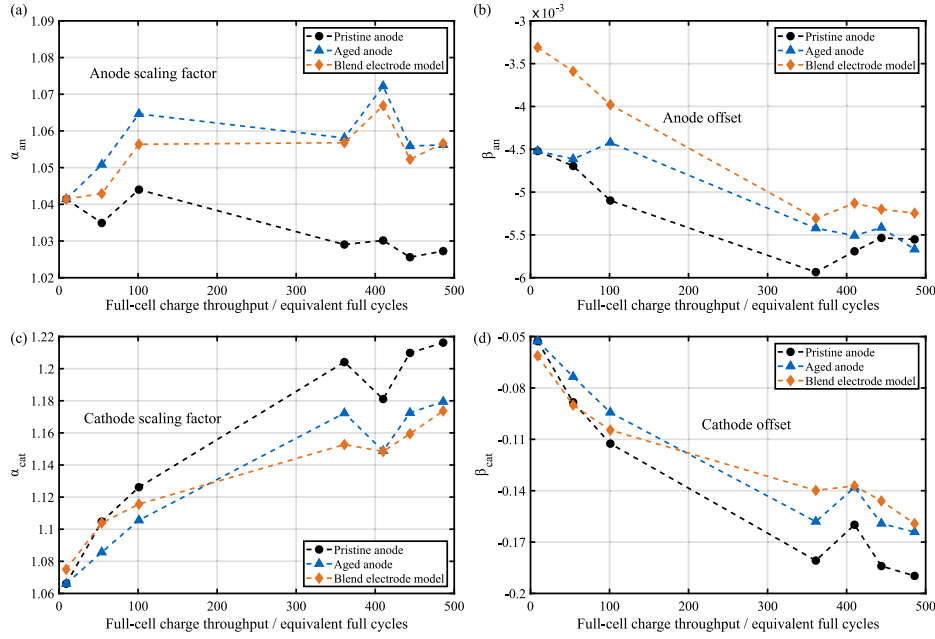 (a)
1.09
1.08
1.07
1.06
1.05
1.04
1.03
1.02
α_an
Anode scaling factor
Pristine anode
Aged anode
Blend electrode model
0 100 200 300 400 500
Full-cell charge throughput / equivalent full cycles
(b)
×10⁻³
-3
-3.5
-4
-4.5
-5
-5.5
-6
β_an
Anode offset
Pristine anode
Aged anode
Blend electrode model
0 100 200 300 400 500
Full-cell charge throughput / equivalent full cycles
(c)
1.22
1.2
1.18
1.16
1.14
1.12
1.1
1.08
1.06
α_cat
Cathode scaling factor
Pristine anode
Aged anode
Blend electrode model
0 100 200 300 400 500
Full-cell charge throughput / equivalent full cycles
(d)
-0.05
-0.08
-0.11
-0.14
-0.17
-0.2
β_cat
Cathode offset
Pristine anode
Aged anode
Blend electrode model
0 100 200 300 400 500
Full-cell charge throughput / equivalent full cycles